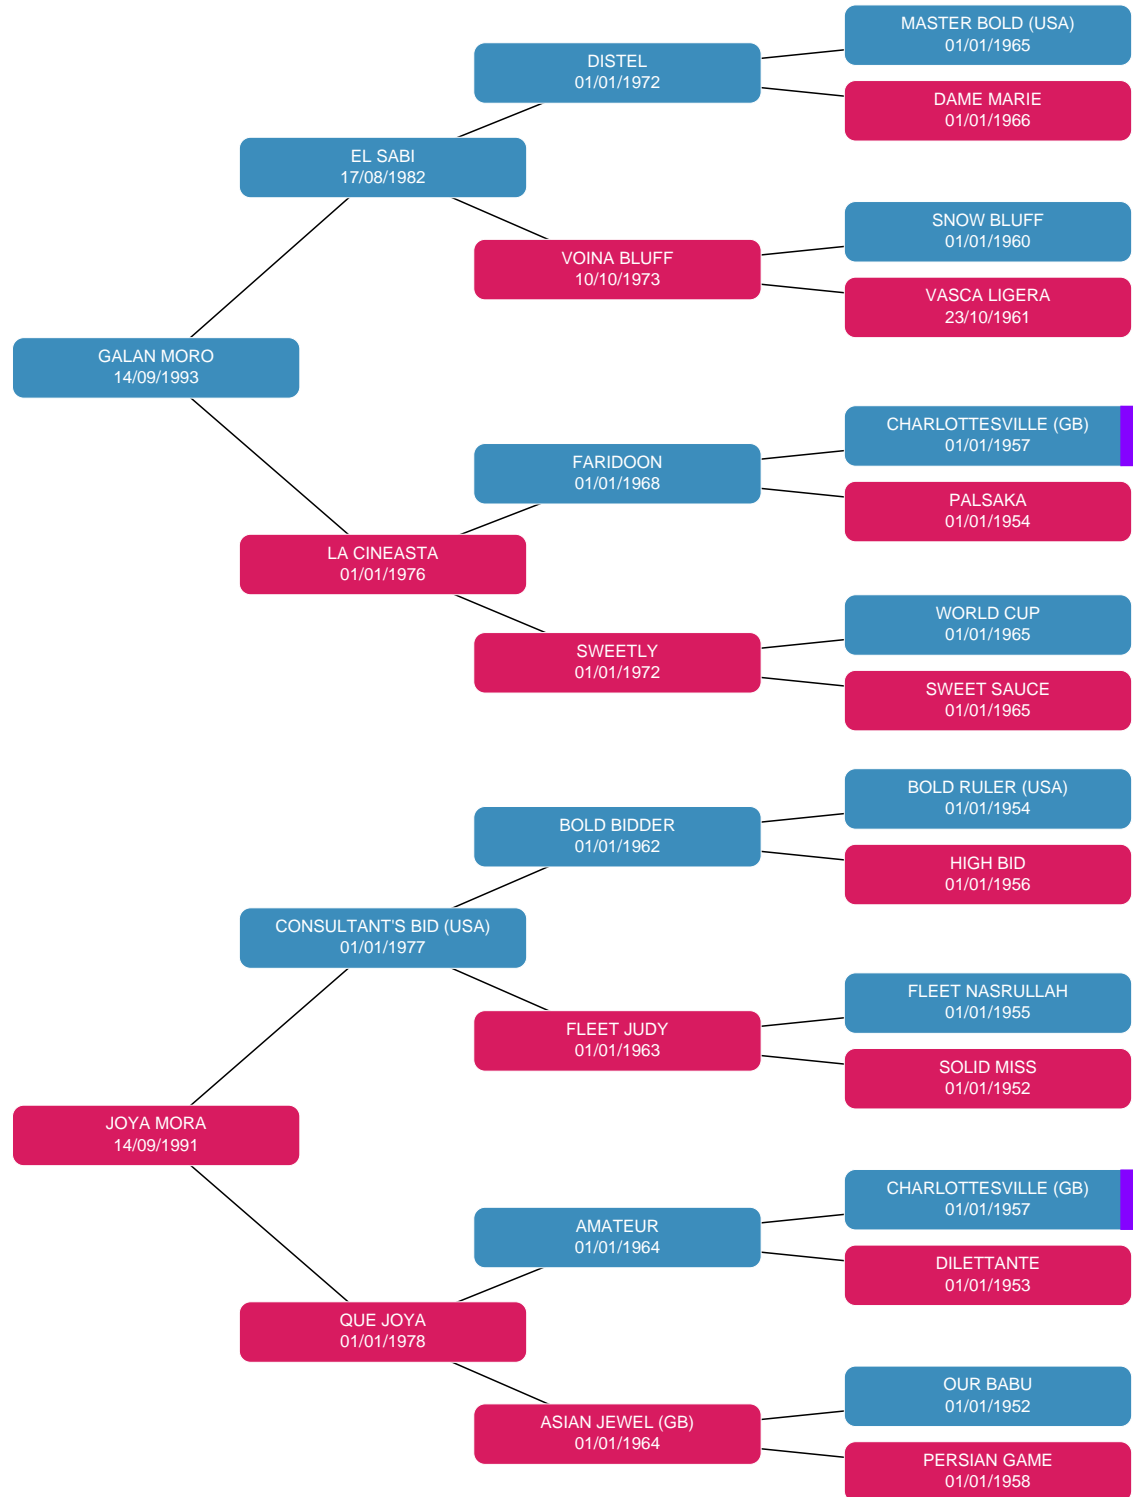 MASTER BOLD (USA)
01/01/1965
DISTEL
01/01/1972
DAME MARIE
01/01/1966
EL SABI
17/08/1982
SNOW BLUFF
01/01/1960
VOINA BLUFF
10/10/1973
VASCA LIGERA
23/10/1961
GALAN MORO
14/09/1993
CHARLOTTESVILLE (GB)
01/01/1957
FARIDOON
01/01/1968
PALSAKA
01/01/1954
LA CINEASTA
01/01/1976
WORLD CUP
01/01/1965
SWEETLY
01/01/1972
SWEET SAUCE
01/01/1965
BOLD RULER (USA)
01/01/1954
BOLD BIDDER
01/01/1962
HIGH BID
01/01/1956
CONSULTANT'S BID (USA)
01/01/1977
FLEET NASRULLAH
01/01/1955
FLEET JUDY
01/01/1963
SOLID MISS
01/01/1952
JOYA MORA
14/09/1991
CHARLOTTESVILLE (GB)
01/01/1957
AMATEUR
01/01/1964
DILETTANTE
01/01/1953
QUE JOYA
01/01/1978
OUR BABU
01/01/1952
ASIAN JEWEL (GB)
01/01/1964
PERSIAN GAME
01/01/1958